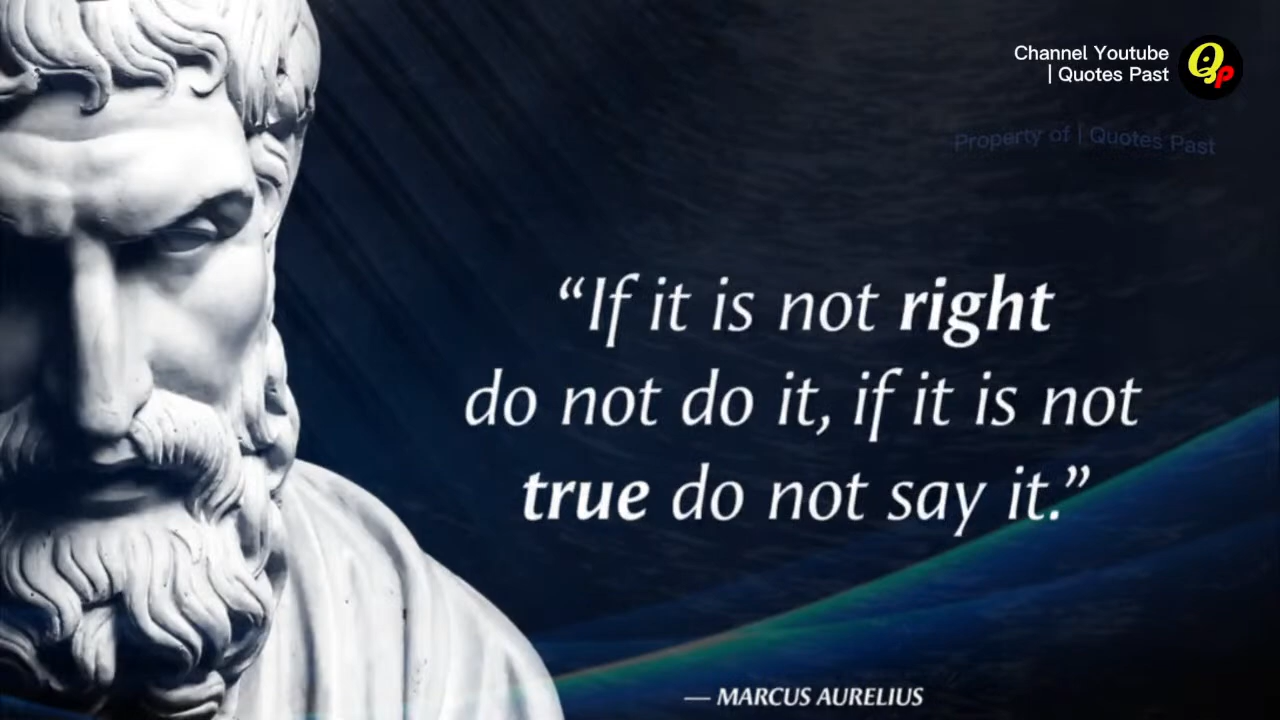 Channel Youtube
| Quotes Past
Qp
Property of | Quotes Past
“If it is not right
do not do it, if it is not
true do not say it.”
— MARCUS AURELIUS